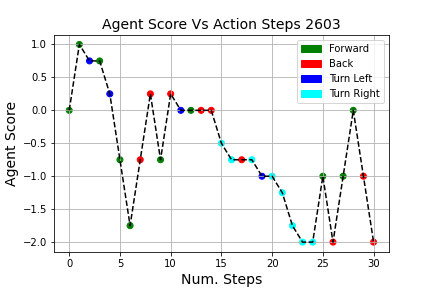 Agent Score Vs Action Steps 2603
Agent Score
1.0
0.5
0.0
−0.5
−1.0
−1.5
−2.0
Forward
Back
Turn Left
Turn Right
0 5 10 15 20 25 30
Num. Steps